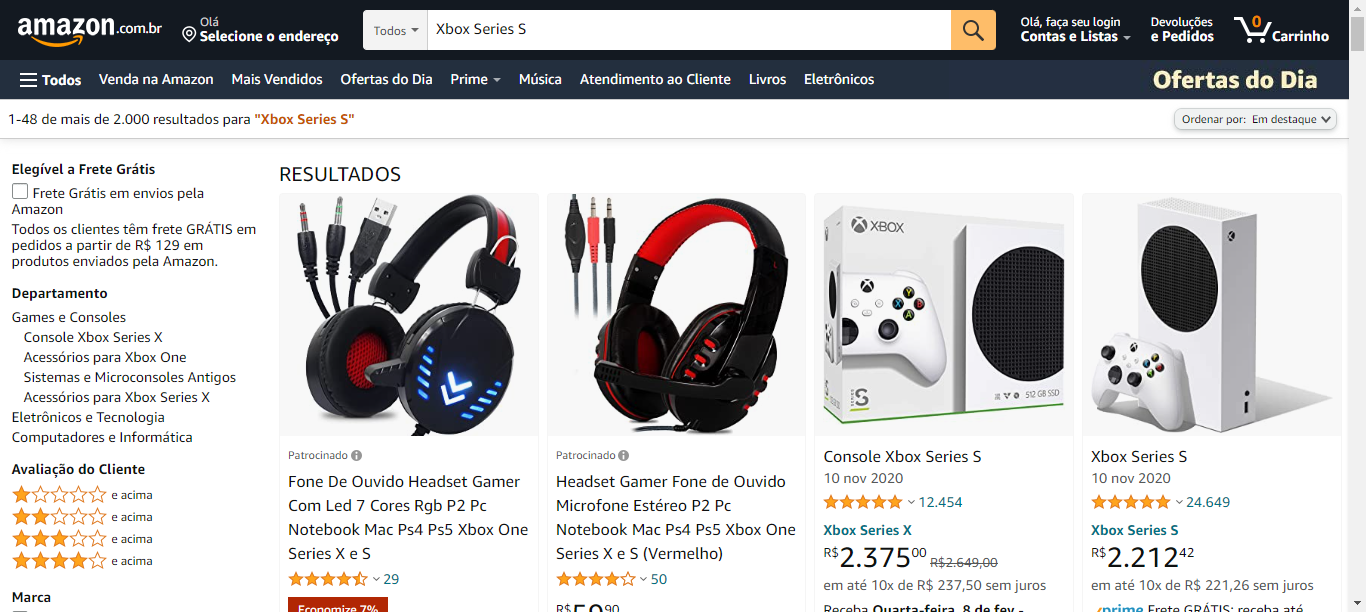 amazon.com.br
Olá
Selecione o endereço
Todos
Xbox Series S
Olá, faça seu login
Contas e Listas
Devoluções
e Pedidos
0
Carrinho
Todos
Venda na Amazon
Mais Vendidos
Ofertas do Dia
Prime
Música
Atendimento ao Cliente
Livros
Eletrônicos
Ofertas do Dia
1-48 de mais de 2.000 resultados para "Xbox Series S"
Ordenar por: Em destaque
Elegível a Frete Grátis
Frete Grátis em envios pela
Amazon
Todos os clientes têm frete GRÁTIS em
pedidos a partir de R$ 129 em
produtos enviados pela Amazon.
Departamento
Games e Consoles
Console Xbox Series X
Acessórios para Xbox One
Sistemas e Microconsoles Antigos
Acessórios para Xbox Series X
Eletrônicos e Tecnologia
Computadores e Informática
Avaliação do Cliente
e acima
e acima
e acima
e acima
Marca
RESULTADOS
Patrocinado
Fone De Ouvido Headset Gamer
Com Led 7 Cores Rgb P2 Pc
Notebook Mac Ps4 Ps5 Xbox One
Series X e S
29
Economize 7%
Patrocinado
Headset Gamer Fone de Ouvido
Microfone Estéreo P2 Pc
Notebook Mac Ps4 Ps5 Xbox One
Series X e S (Vermelho)
50
R$59,90
XBOX
Y
X
B
A
SERIES
S
512 GB SSD
Console Xbox Series S
10 nov 2020
12.454
Xbox Series X
R$2.375,00 R$2.649,00
em até 10x de R$ 237,50 sem juros
Receba Quarta-feira, 8 de fev -
Xbox Series S
10 nov 2020
24.649
Xbox Series S
R$2.212,42
em até 10x de R$ 221,26 sem juros
prime Frete GRÁTIS: receba até